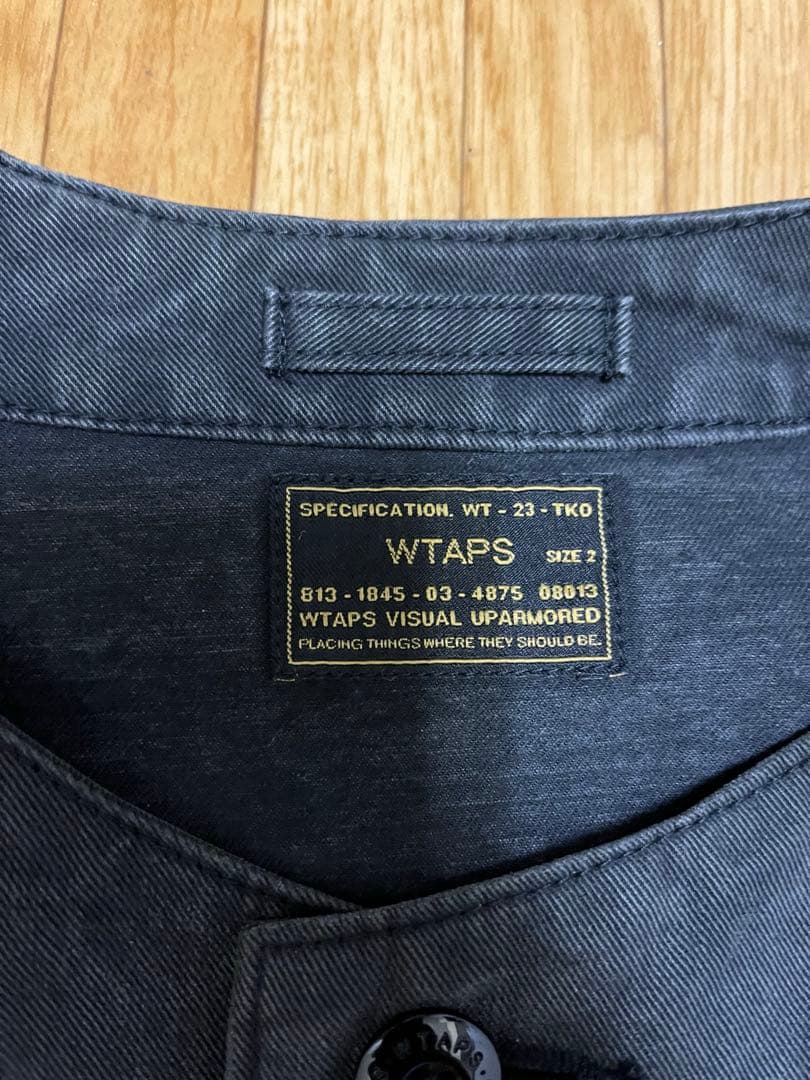 SPECIFICATION. WT - 23 - TKO
WTAPS SIZE 2
813 - 1845 - 03 - 4875 08013
WTAPS VISUAL UPARMORED
PLACING THINGS WHERE THEY SHOULD BE.
WTAPS.